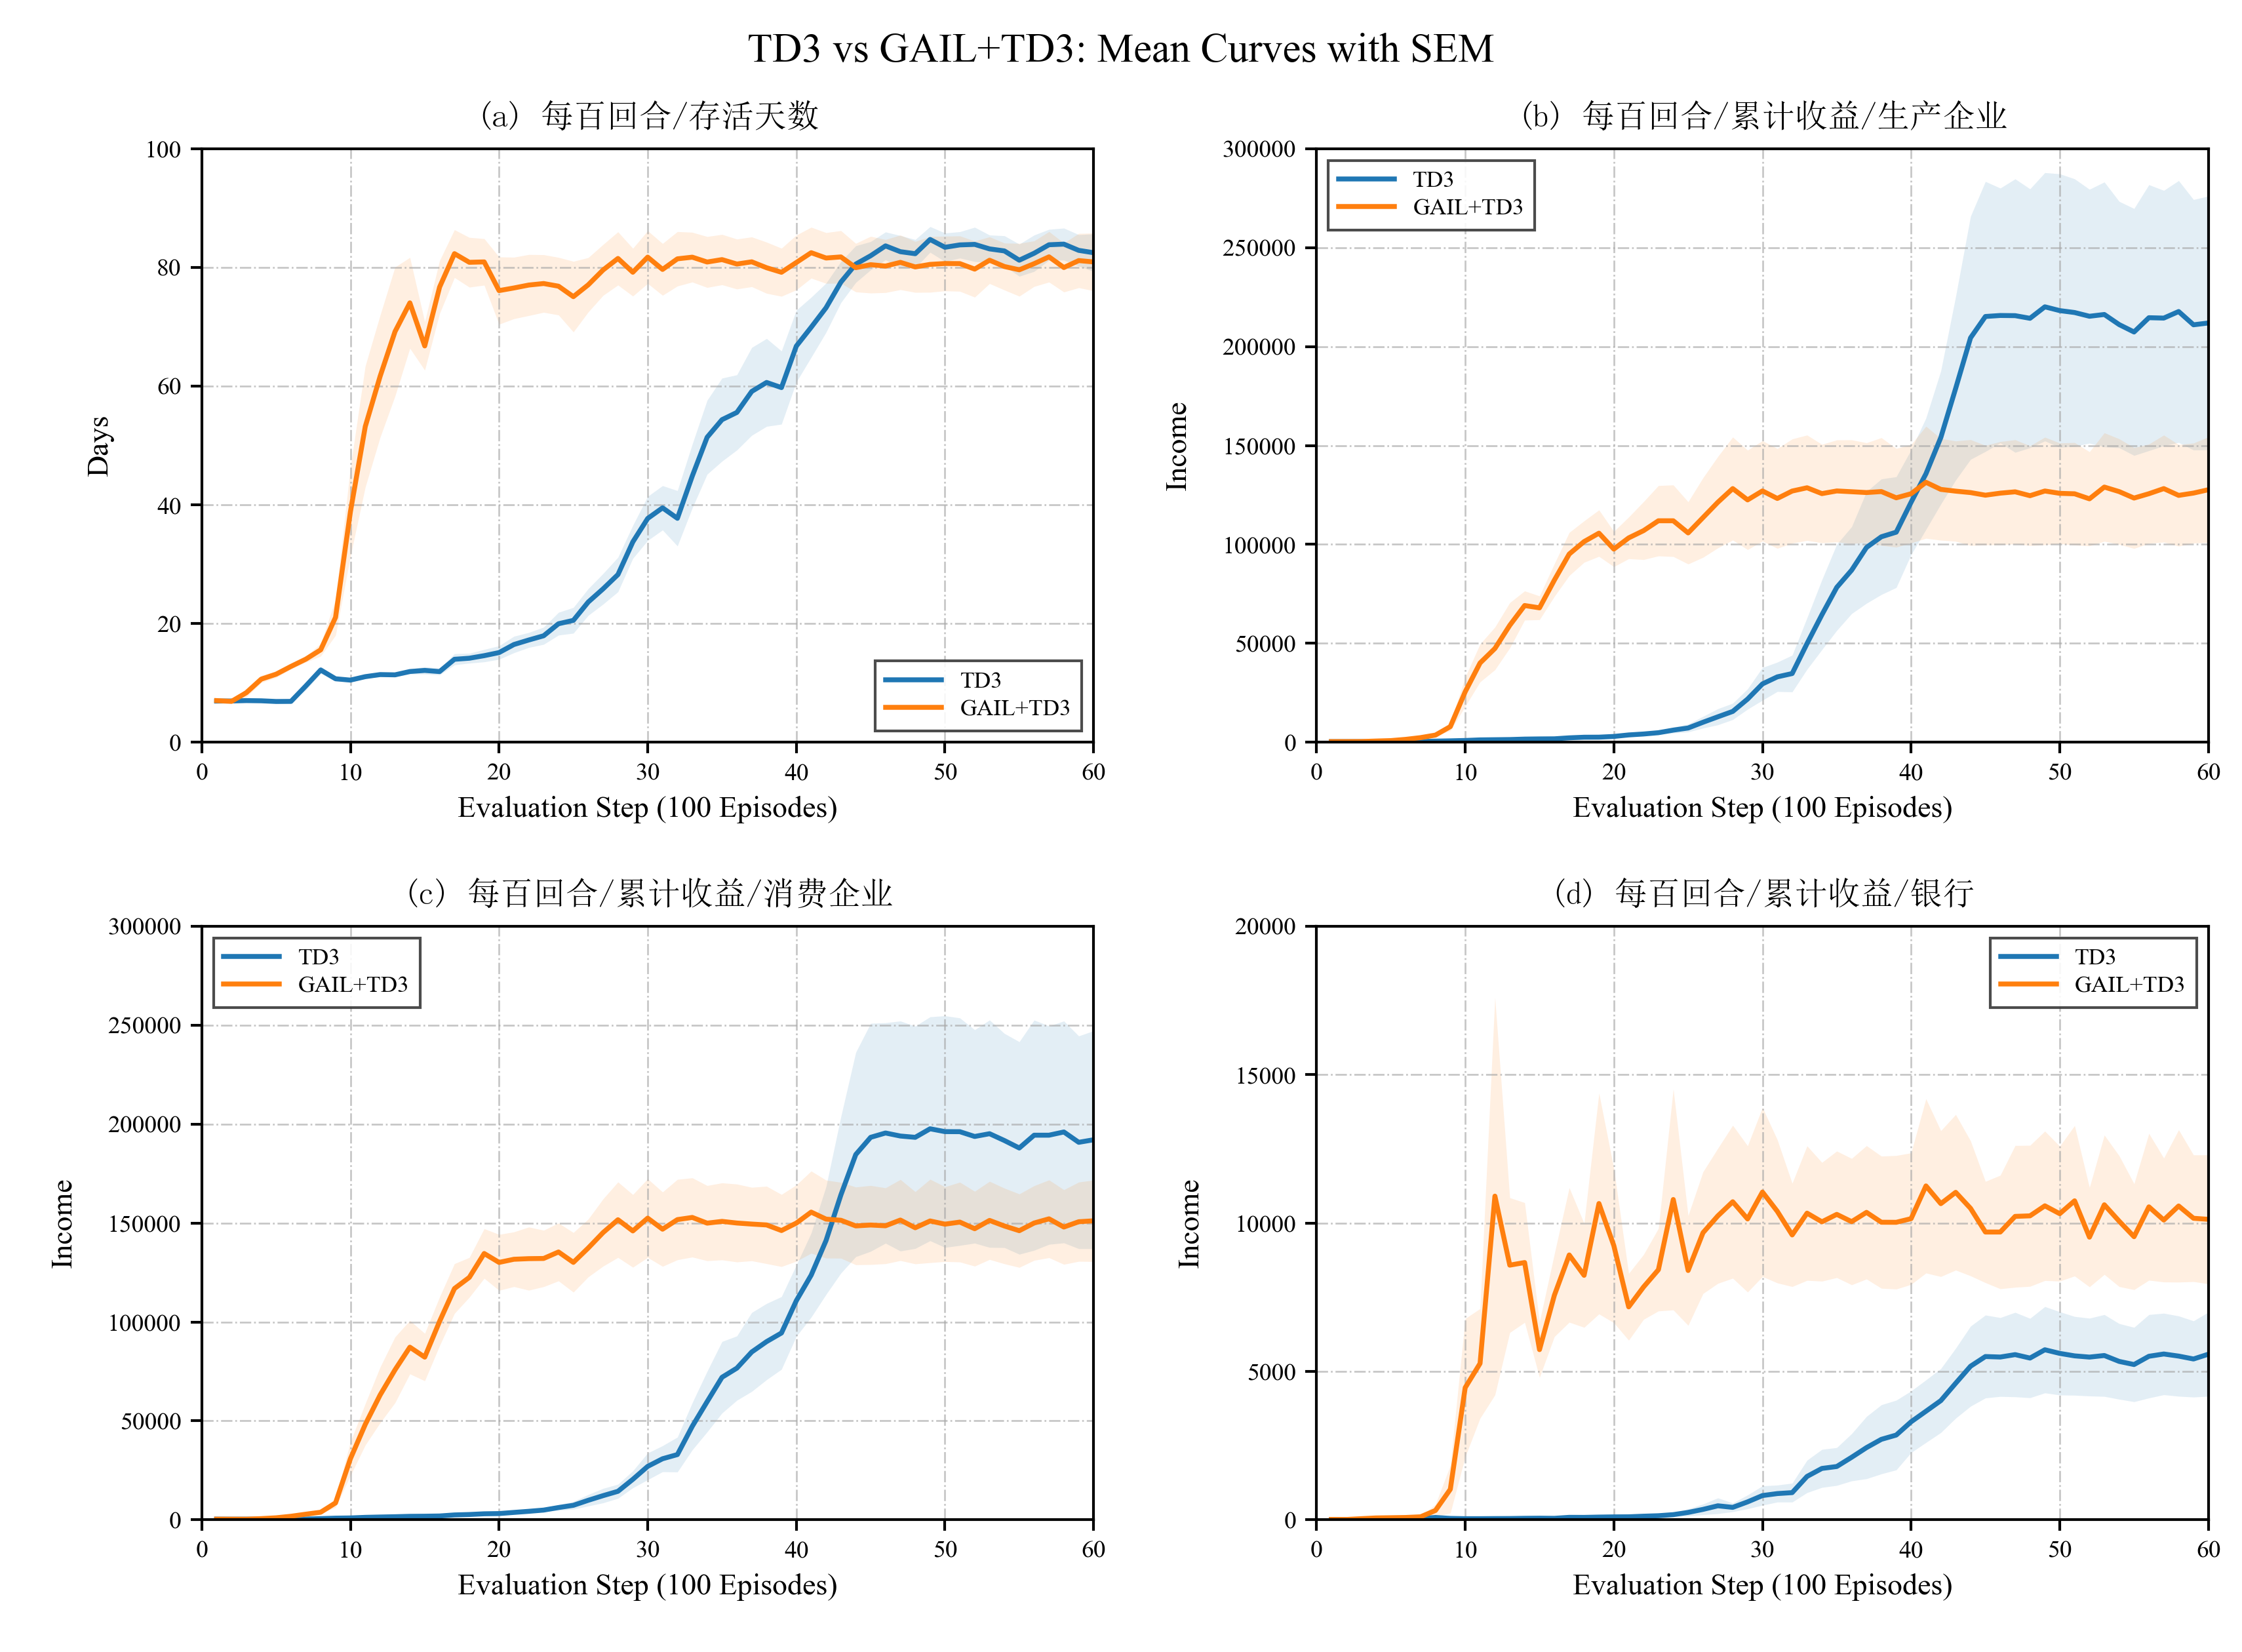 TD3 vs GAIL+TD3: Mean Curves with SEM
(a) 每百回合/存活天数
100
80
60
40
20
0
Days
TD3
GAIL+TD3
0 10 20 30 40 50 60
Evaluation Step (100 Episodes)
(b) 每百回合/累计收益/生产企业
300000
250000
200000
150000
100000
50000
0
Income
TD3
GAIL+TD3
0 10 20 30 40 50 60
Evaluation Step (100 Episodes)
(c) 每百回合/累计收益/消费企业
300000
250000
200000
150000
100000
50000
0
Income
TD3
GAIL+TD3
0 10 20 30 40 50 60
Evaluation Step (100 Episodes)
(d) 每百回合/累计收益/银行
20000
15000
10000
5000
0
Income
TD3
GAIL+TD3
0 10 20 30 40 50 60
Evaluation Step (100 Episodes)